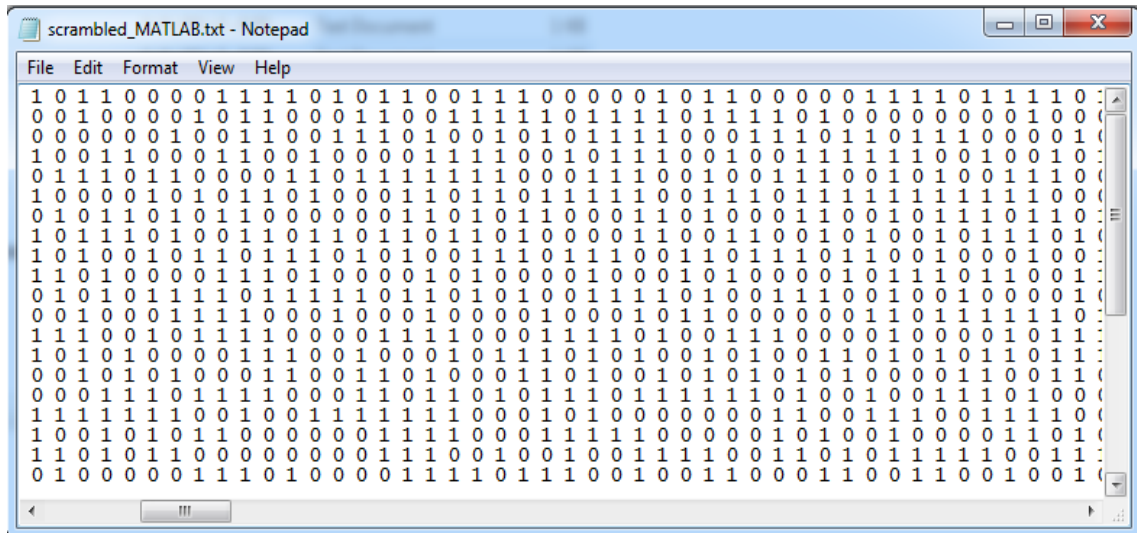 scrambled_MATLAB.txt - Notepad
File Edit Format View Help
1 0 1 1 0 0 0 0 1 1 1 1 0 1 0 1 1 0 0 1 1 1 0 0 0 0 0 1 0 1 1 0 0 0 0 0 1 1 1 1 0 1 1 1 1 0
0 0 1 0 0 0 0 1 0 1 1 0 0 0 1 1 0 0 1 1 1 1 1 0 1 1 1 1 0 1 1 1 1 0 1 0 0 0 0 0 0 0 0 1 0 0
0 0 0 0 0 0 1 0 0 1 1 0 0 1 1 1 0 1 0 0 1 0 1 0 1 1 1 1 0 0 0 1 1 1 0 1 1 0 1 1 1 0 0 0 0 1
1 0 0 1 1 0 0 0 1 1 0 0 1 0 0 0 0 1 1 1 1 0 0 1 0 1 1 1 0 0 1 0 0 1 1 1 1 1 1 0 0 1 0 0 1 0
0 1 1 1 0 1 1 0 0 0 0 1 1 0 1 1 1 1 1 1 1 0 0 0 1 1 1 0 0 1 0 0 1 1 1 0 0 1 0 1 0 0 1 1 1 0
1 0 0 0 0 1 0 1 0 1 1 0 0 0 1 1 0 1 1 0 1 1 1 1 1 0 0 1 1 1 0 1 1 1 1 1 1 1 1 1 1 1 1 0 0
0 1 0 1 1 0 1 0 1 1 0 0 0 0 0 0 1 1 0 1 0 1 1 0 0 0 1 1 0 1 0 0 0 1 1 0 0 1 0 1 1 1 0 1 1 0
1 0 1 1 1 0 1 0 0 1 1 0 1 1 0 1 1 0 1 1 0 1 0 0 0 0 1 1 0 0 1 1 0 0 1 0 1 0 0 1 0 1 1 1 0 1
1 0 1 0 0 1 1 0 1 1 0 1 1 0 1 0 1 0 0 1 1 1 0 1 1 1 0 0 1 1 0 1 1 1 0 1 1 0 0 1 0 0 0 1 0 0
1 1 0 1 0 0 0 0 1 1 1 0 1 0 0 0 0 1 0 1 0 0 0 0 1 0 0 0 1 0 1 0 0 0 0 1 0 1 1 1 0 1 1 0 0 1
0 1 0 1 0 1 1 1 1 0 1 1 1 1 1 0 1 1 0 1 0 1 0 0 1 1 1 1 0 1 0 0 1 1 1 0 0 1 0 0 1 0 0 0 0 1
0 0 1 0 0 0 1 1 1 1 0 0 0 1 0 0 0 1 0 0 0 1 0 0 0 0 1 0 1 1 0 0 0 0 0 0 1 1 0 1 1 1 1 1 1 0
1 1 1 0 0 1 0 1 1 1 1 0 0 0 0 1 1 1 1 0 0 0 1 1 1 1 0 1 0 0 1 1 1 0 0 0 0 1 1 0 0 0 0 1 1
1 0 1 0 1 0 0 0 0 1 1 1 0 0 1 0 0 0 1 0 1 1 1 0 1 0 1 0 0 1 0 1 0 1 0 0 1 1 0 1 0 1 0 1 1 1
0 0 1 0 1 0 1 0 0 0 1 1 0 0 1 1 0 1 0 0 0 1 1 0 1 0 0 1 0 1 0 1 0 1 0 1 0 0 0 0 1 1 0 0 1 1
0 0 0 1 1 1 0 1 1 1 1 0 0 0 1 1 0 1 1 0 0 1 0 1 1 1 0 1 1 1 1 1 1 0 1 0 0 1 0 0 1 1 1 0 1 0
1 1 1 1 1 1 1 0 0 1 0 0 1 1 1 1 1 1 1 0 0 0 1 0 1 0 0 0 0 0 0 0 0 1 1 0 0 1 1 1 0 0 1 1 1 1 0
1 0 0 1 0 1 0 1 1 0 0 0 0 0 0 0 1 1 1 1 0 0 0 1 1 1 1 1 0 0 0 0 0 1 0 1 0 0 1 0 0 0 0 1 1 0 1
1 1 0 1 0 1 1 0 0 0 0 0 0 0 0 1 1 1 0 0 1 0 0 1 0 0 1 1 1 1 0 0 1 1 0 1 0 1 1 1 1 1 0 0 1 1
0 1 0 0 0 0 0 1 1 1 0 1 0 0 0 0 1 1 1 1 0 1 1 1 0 0 1 0 0 1 1 0 0 0 1 1 0 0 1 1 0 0 1 0 0 1